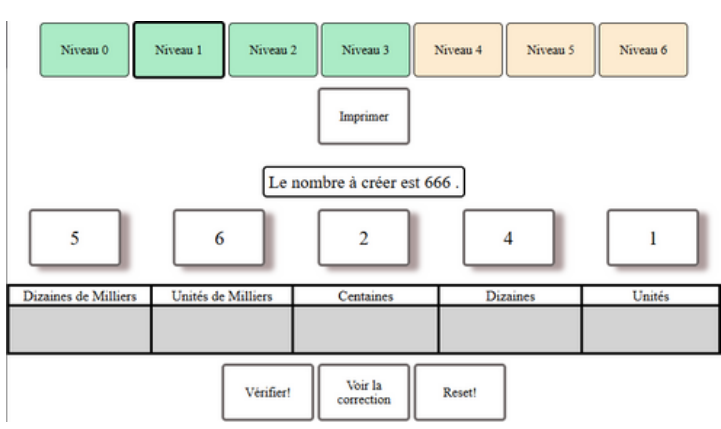 Niveau 0 Niveau 1 Niveau 2 Niveau 3 Niveau 4 Niveau 5 Niveau 6
Imprimer
Le nombre à créer est 666 .
5 6 2 4 1
Dizaines de Milliers Unités de Milliers Centaines Dizaines Unités
Vérifier! Voir la correction Reset!